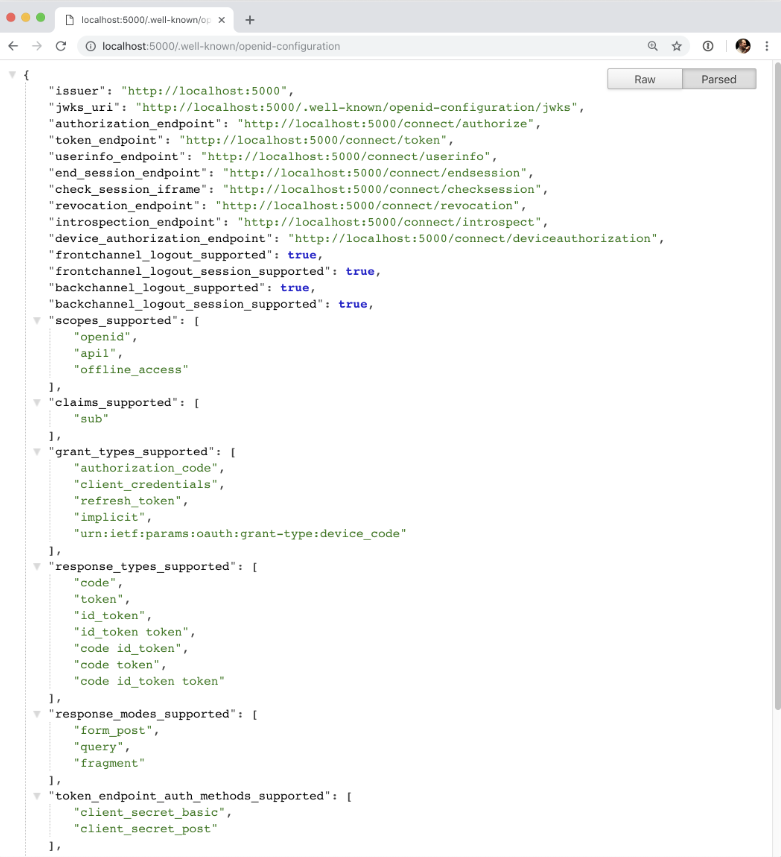 localhost:5000/.well-known/op
localhost:5000/.well-known/openid-configuration
Raw
Parsed
{
"issuer": "http://localhost:5000",
"jwks_uri": "http://localhost:5000/.well-known/openid-configuration/jwks",
"authorization_endpoint": "http://localhost:5000/connect/authorize",
"token_endpoint": "http://localhost:5000/connect/token",
"userinfo_endpoint": "http://localhost:5000/connect/userinfo",
"end_session_endpoint": "http://localhost:5000/connect/endsession",
"check_session_iframe": "http://localhost:5000/connect/checksession",
"revocation_endpoint": "http://localhost:5000/connect/revocation",
"introspection_endpoint": "http://localhost:5000/connect/introspect",
"device_authorization_endpoint": "http://localhost:5000/connect/deviceauthorization",
"frontchannel_logout_supported": true,
"frontchannel_logout_session_supported": true,
"backchannel_logout_supported": true,
"backchannel_logout_session_supported": true,
"scopes_supported": [
"openid",
"api1",
"offline_access"
],
"claims_supported": [
"sub"
],
"grant_types_supported": [
"authorization_code",
"client_credentials",
"refresh_token",
"implicit",
"urn:ietf:params:oauth:grant-type:device_code"
],
"response_types_supported": [
"code",
"token",
"id_token",
"id_token token",
"code id_token",
"code token",
"code id_token token"
],
"response_modes_supported": [
"form_post",
"query",
"fragment"
],
"token_endpoint_auth_methods_supported": [
"client_secret_basic",
"client_secret_post"
],